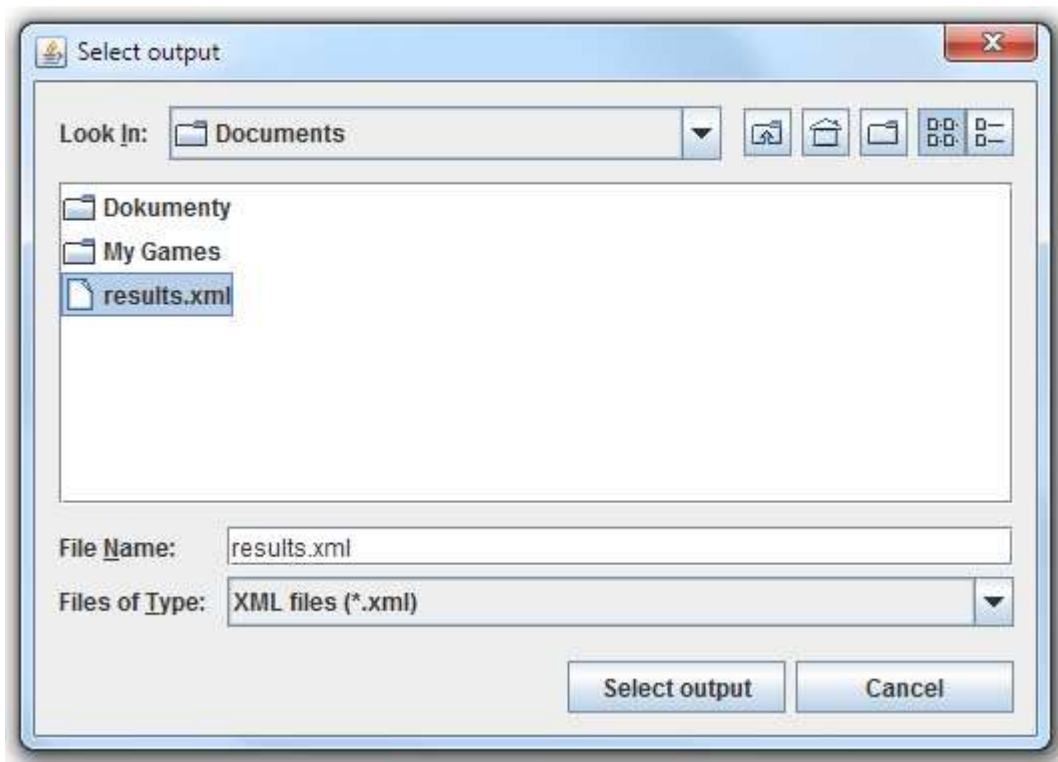 Select output
Look In: Documents
Dokumenty
My Games
results.xml
File Name: results.xml
Files of Type: XML files (*.xml)
Select output Cancel